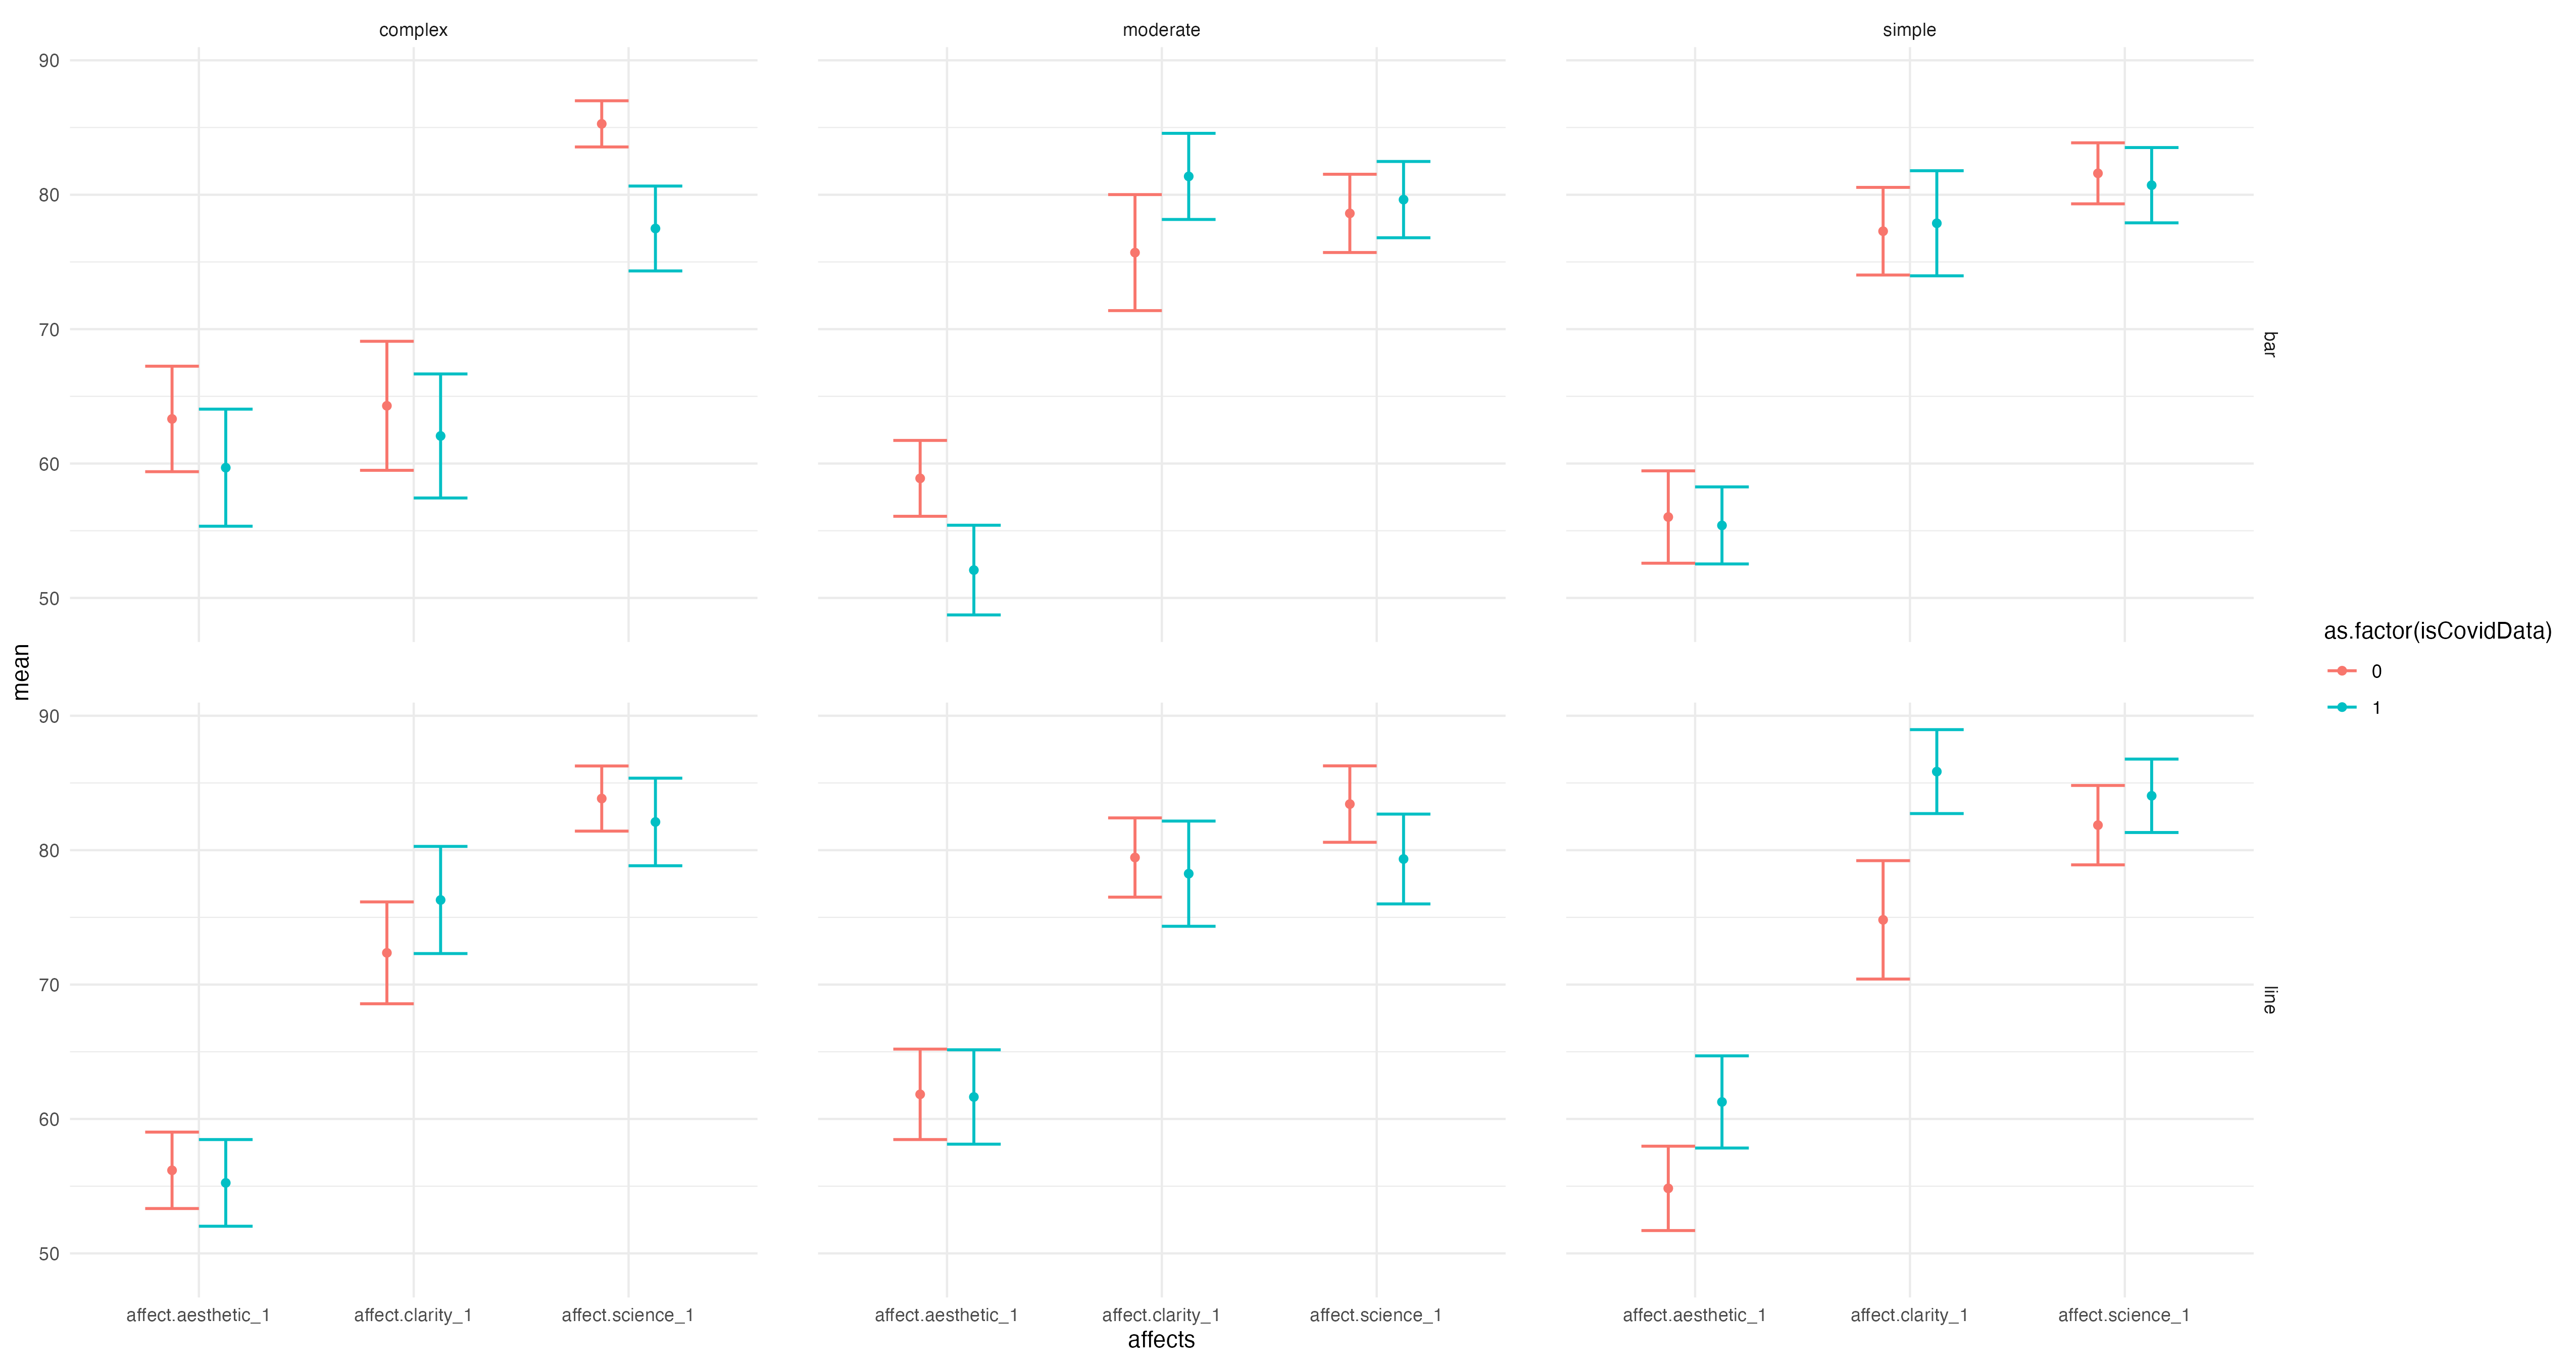 complex moderate simple
90
80
70
60
50
bar
mean
90
80
70
60
50
line
affect.aesthetic_1 affect.clarity_1 affect.science_1 affect.aesthetic_1 affect.clarity_1 affect.science_1 affect.aesthetic_1 affect.clarity_1 affect.science_1
affects
as.factor(isCovidData)
0
1